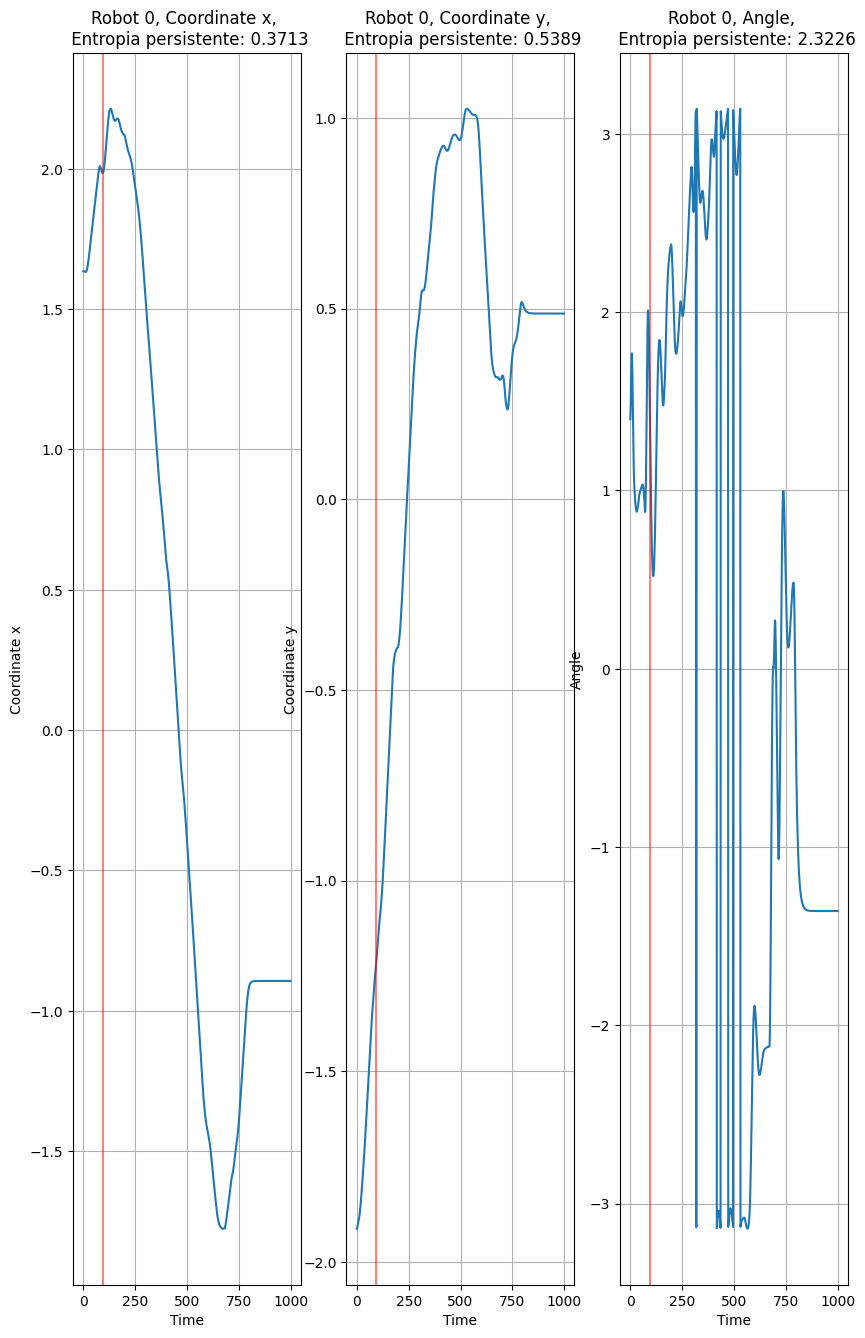 Robot 0, Coordinate x,
Entropia persistente: 0.3713
2.0
1.5
1.0
0.5
0.0
−0.5
−1.0
−1.5
Coordinate x
0 250 500 750 1000
Time
Robot 0, Coordinate y,
Entropia persistente: 0.5389
1.0
0.5
0.0
−0.5
−1.0
−1.5
−2.0
Coordinate y
0 250 500 750 1000
Time
Robot 0, Angle,
Entropia persistente: 2.3226
3
2
1
0
−1
−2
−3
Angle
0 250 500 750 1000
Time